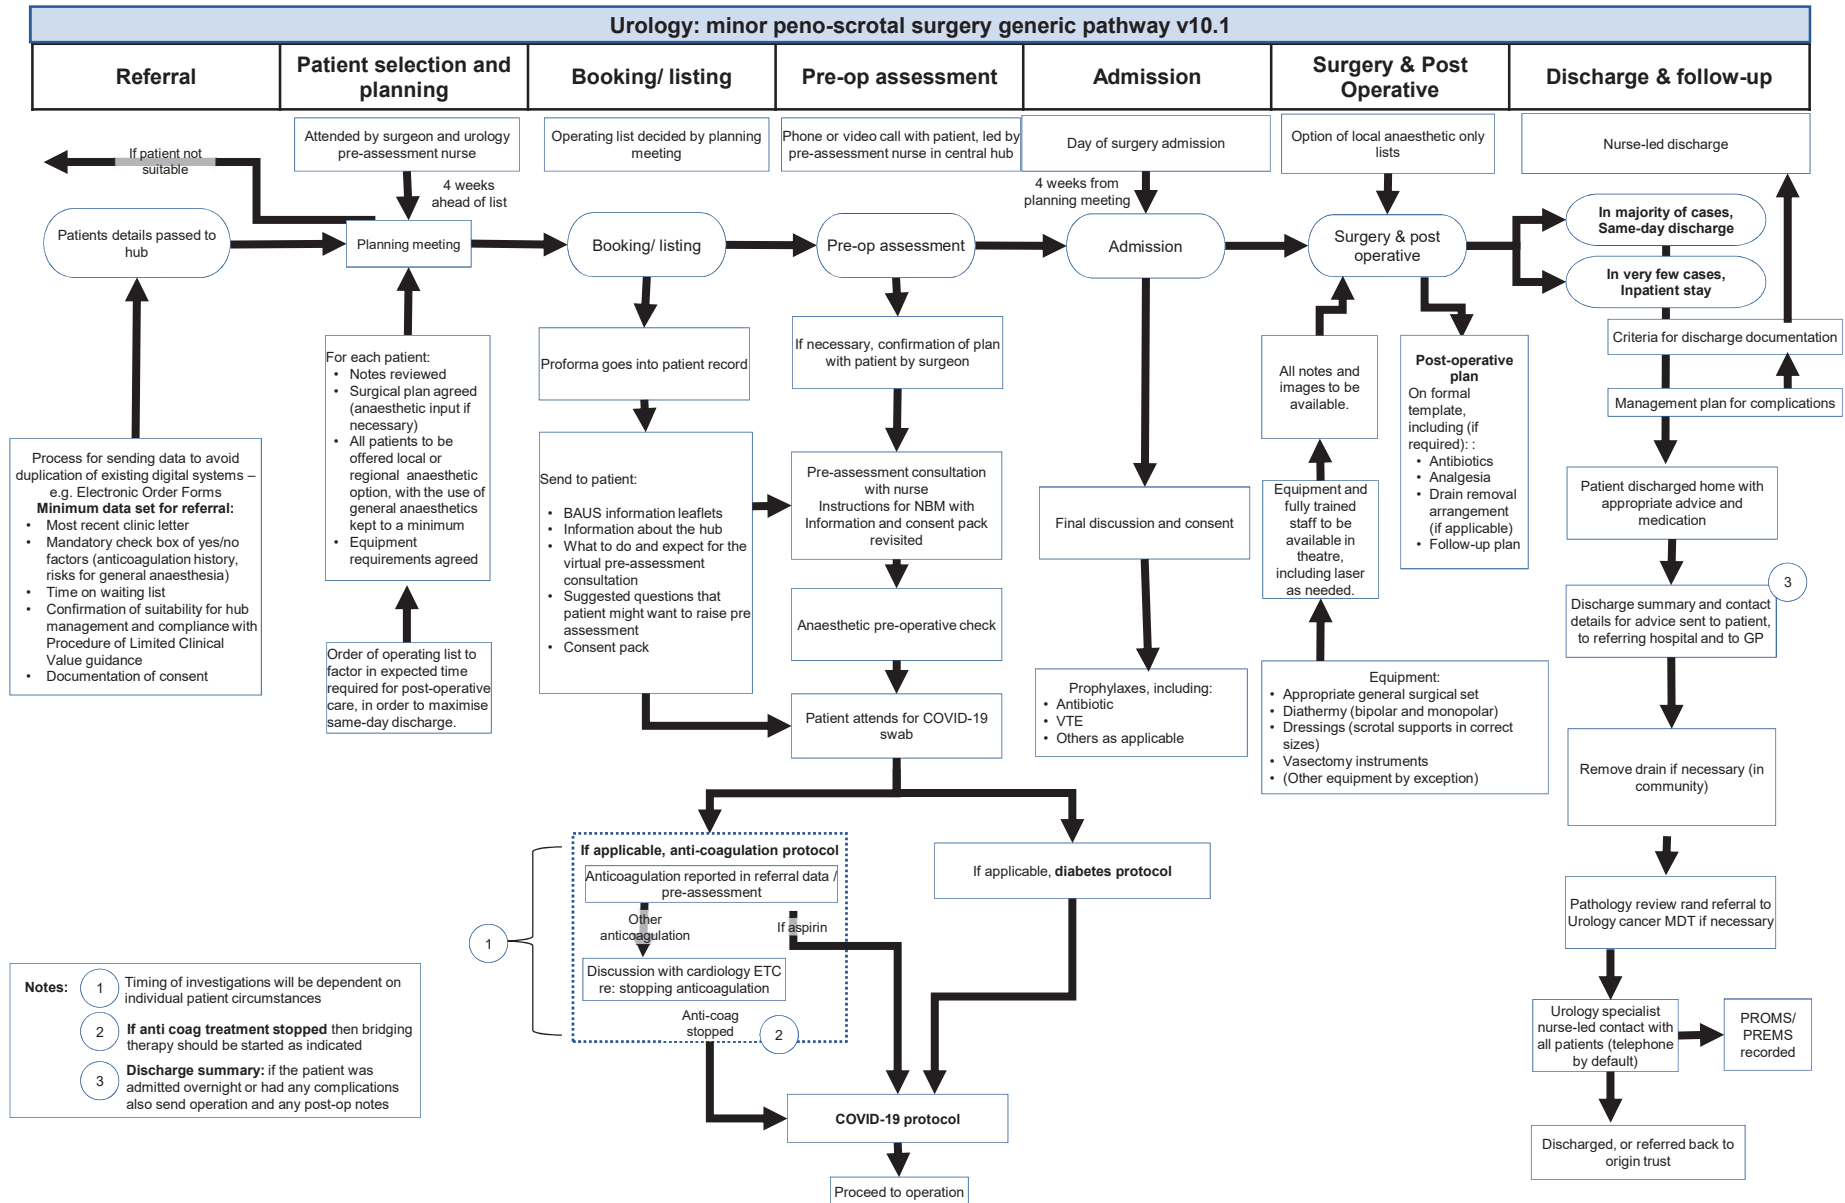 Urology: minor peno-scrotal surgery generic pathway v10.1
Referral
Patient selection and
planning
Booking/ listing
Pre-op assessment
Admission
Surgery & Post
Operative
Discharge & follow-up
If patient not
suitable
Attended by surgeon and urology
pre-assessment nurse
4 weeks
ahead of list
Operating list decided by planning
meeting
Phone or video call with patient, led by
pre-assessment nurse in central hub
Day of surgery admission
4 weeks from
planning meeting
Option of local anaesthetic only
lists
Nurse-led discharge
Patients details passed to
hub
Planning meeting
Booking/ listing
Pre-op assessment
Admission
Surgery & post
operative
In majority of cases,
Same-day discharge
In very few cases,
Inpatient stay
Process for sending data to avoid
duplication of existing digital systems –
e.g. Electronic Order Forms
Minimum data set for referral:
• Most recent clinic letter
• Mandatory check box of yes/no
factors (anticoagulation history,
risks for general anaesthesia)
• Time on waiting list
• Confirmation of suitability for hub
management and compliance with
Procedure of Limited Clinical
Value guidance
• Documentation of consent
For each patient:
• Notes reviewed
• Surgical plan agreed
(anaesthetic input if
necessary)
• All patients to be
offered local or
regional anaesthetic
option, with the use of
general anaesthetics
kept to a minimum
• Equipment
requirements agreed
Order of operating list to
factor in expected time
required for post-operative
care, in order to maximise
same-day discharge.
Proforma goes into patient record
Send to patient:
• BAUS information leaflets
• Information about the hub
• What to do and expect for the
virtual pre-assessment
consultation
• Suggested questions that
patient might want to raise pre
assessment
• Consent pack
If necessary, confirmation of plan
with patient by surgeon
Pre-assessment consultation
with nurse
Instructions for NBM with
Information and consent pack
revisited
Anaesthetic pre-operative check
Patient attends for COVID-19
swab
If applicable, anti-coagulation protocol
Anticoagulation reported in referral data /
pre-assessment
Other
anticoagulation
If aspirin
Discussion with cardiology ETC
re: stopping anticoagulation
Anti-coag
stopped
2
1
If applicable, diabetes protocol
COVID-19 protocol
Proceed to operation
Final discussion and consent
Prophylaxes, including:
• Antibiotic
• VTE
• Others as applicable
All notes and
images to be
available.
Equipment and
fully trained
staff to be
available in
theatre,
including laser
as needed.
Equipment:
• Appropriate general surgical set
• Diathermy (bipolar and monopolar)
• Dressings (scrotal supports in correct
sizes)
• Vasectomy instruments
• (Other equipment by exception)
Post-operative
plan
On formal
template,
including (if
required): :
• Antibiotics
• Analgesia
• Drain removal
arrangement
(if applicable)
• Follow-up plan
Criteria for discharge documentation
Management plan for complications
Patient discharged home with
appropriate advice and
medication
3
Discharge summary and contact
details for advice sent to patient,
to referring hospital and to GP
Remove drain if necessary (in
community)
Pathology review rand referral to
Urology cancer MDT if necessary
Urology specialist
nurse-led contact with
all patients (telephone
by default)
PROMS/
PREMS
recorded
Discharged, or referred back to
origin trust
Notes:
1 Timing of investigations will be dependent on
individual patient circumstances
2 If anti coag treatment stopped then bridging
therapy should be started as indicated
3 Discharge summary: if the patient was
admitted overnight or had any complications
also send operation and any post-op notes